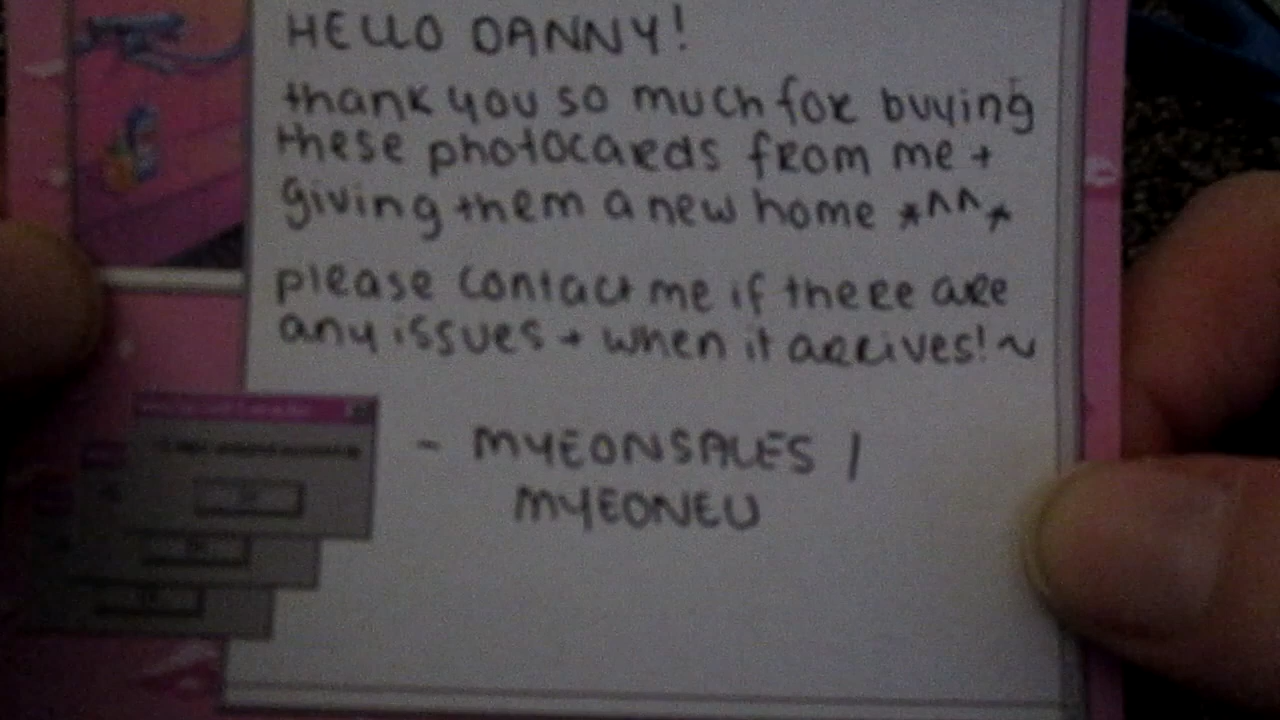 HELLO DANNY!
thank you so much for buying
these photocards from me +
giving them a new home *^^*
please contact me if there are
any issues + when it arrives! ~
- MYEONSALES /
MYEONEU